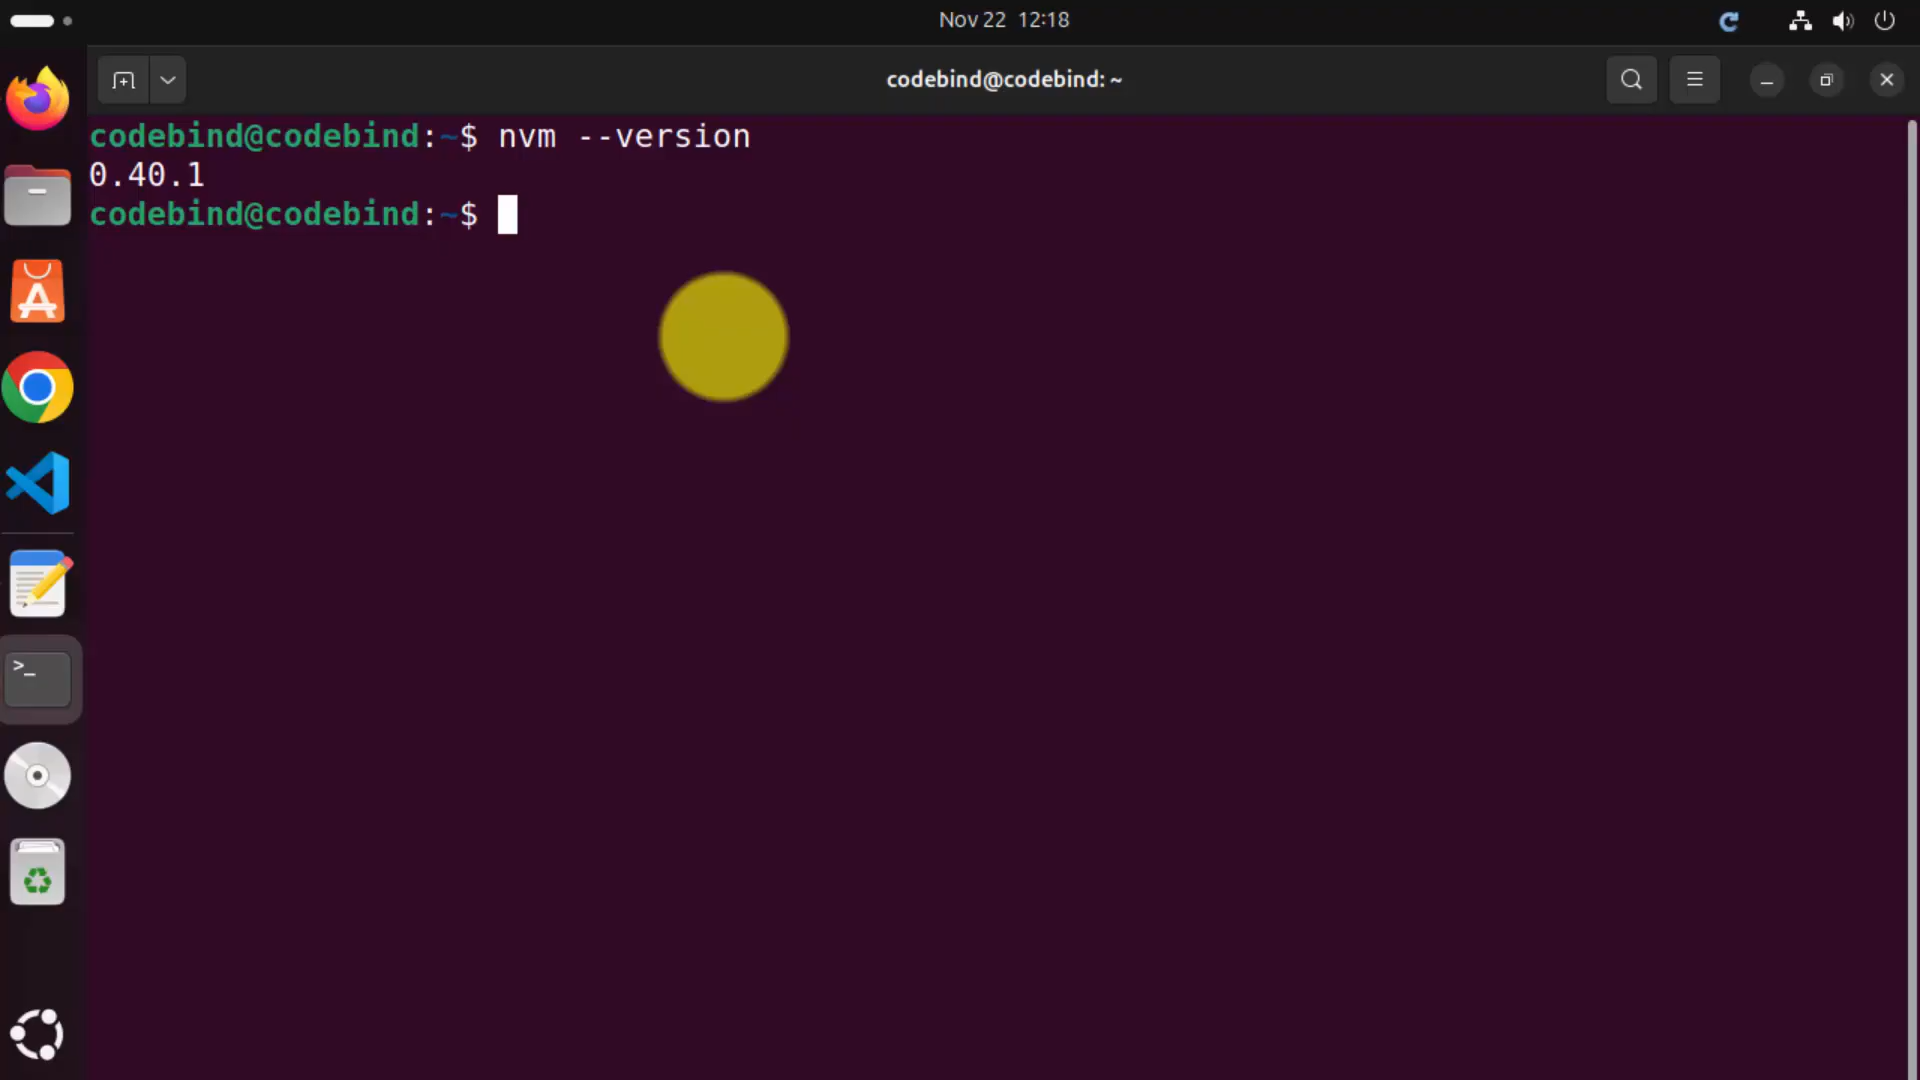 Nov 22 12:18
codebind@codebind: ~
codebind@codebind:~$ nvm --version
0.40.1
codebind@codebind:~$
>_